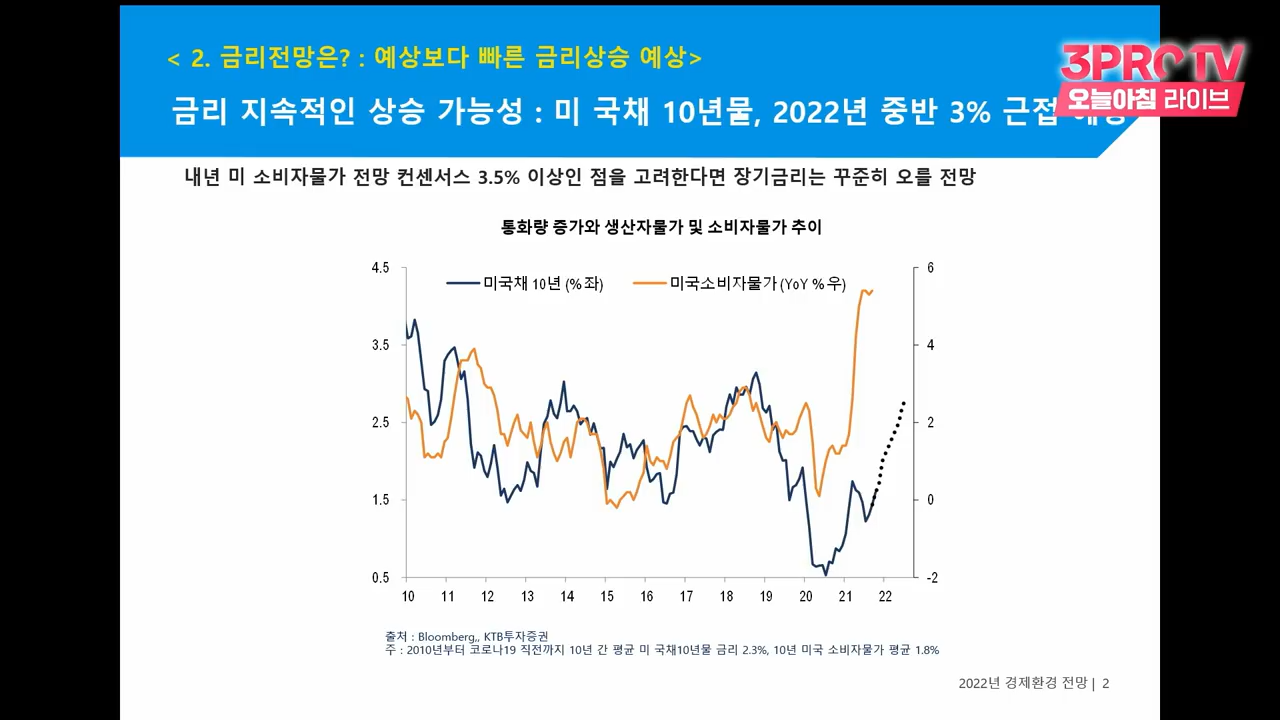 < 2. 금리전망은? : 예상보다 빠른 금리상승 예상>
3PRO TV
오늘아침 라이브
금리 지속적인 상승 가능성 : 미 국채 10년물, 2022년 중반 3% 근접
내년 미 소비자물가 전망 컨센서스 3.5% 이상인 점을 고려한다면 장기금리는 꾸준히 오를 전망
통화량 증가와 생산자물가 및 소비자물가 추이
미국채 10년 (% 좌) 미국소비자물가 (YoY % 우)
4.5 6
3.5 4
2.5 2
1.5 0
0.5 -2
10 11 12 13 14 15 16 17 18 19 20 21 22
출처 : Bloomberg,, KTB투자증권
주 : 2010년부터 코로나19 직전까지 10년 간 평균 미 국채10년물 금리 2.3%, 10년 미국 소비자물가 평균 1.8%
2022년 경제환경 전망 | 2